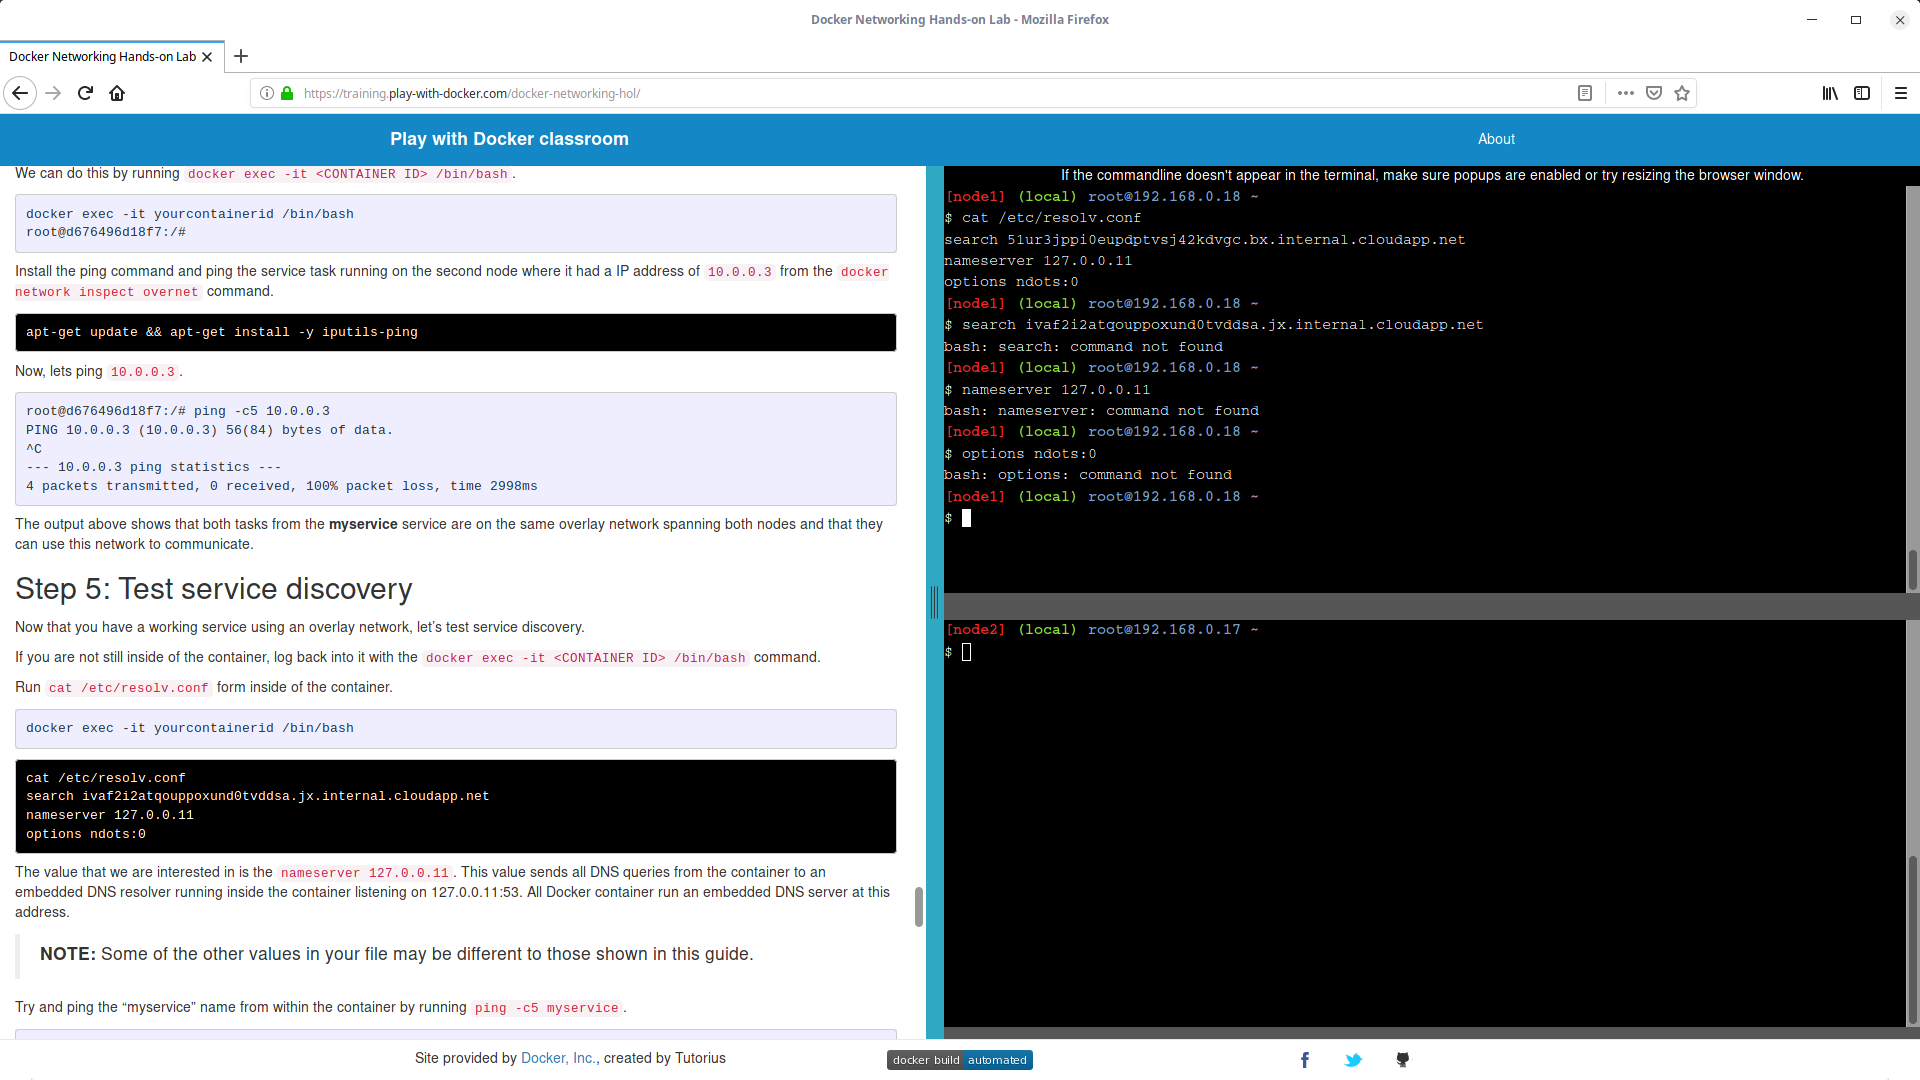 Docker Networking Hands-on Lab - Mozilla Firefox
Docker Networking Hands-on Lab
https://training.play-with-docker.com/docker-networking-hol/
Play with Docker classroom
About
We can do this by running docker exec -it <CONTAINER ID> /bin/bash.
docker exec -it yourcontainerid /bin/bash
root@d676496d18f7:/#
Install the ping command and ping the service task running on the second node where it had a IP address of 10.0.0.3 from the docker
network inspect overnet command.
apt-get update && apt-get install -y iputils-ping
Now, lets ping 10.0.0.3.
root@d676496d18f7:/# ping -c5 10.0.0.3
PING 10.0.0.3 (10.0.0.3) 56(84) bytes of data.
^C
--- 10.0.0.3 ping statistics ---
4 packets transmitted, 0 received, 100% packet loss, time 2998ms
The output above shows that both tasks from the myservice service are on the same overlay network spanning both nodes and that they
can use this network to communicate.
Step 5: Test service discovery
Now that you have a working service using an overlay network, let’s test service discovery.
If you are not still inside of the container, log back into it with the docker exec -it <CONTAINER ID> /bin/bash command.
Run cat /etc/resolv.conf form inside of the container.
docker exec -it yourcontainerid /bin/bash
cat /etc/resolv.conf
search ivaf2i2atqouppoxund0tvddsa.jx.internal.cloudapp.net
nameserver 127.0.0.11
options ndots:0
The value that we are interested in is the nameserver 127.0.0.11. This value sends all DNS queries from the container to an
embedded DNS resolver running inside the container listening on 127.0.0.11:53. All Docker container run an embedded DNS server at this
address.
NOTE: Some of the other values in your file may be different to those shown in this guide.
Try and ping the “myservice” name from within the container by running ping -c5 myservice.
If the commandline doesn't appear in the terminal, make sure popups are enabled or try resizing the browser window.
[node1] (local) root@192.168.0.18 ~
$ cat /etc/resolv.conf
search 51ur3jppi0eupdptvsj42kdvgc.bx.internal.cloudapp.net
nameserver 127.0.0.11
options ndots:0
[node1] (local) root@192.168.0.18 ~
$ search ivaf2i2atqouppoxund0tvddsa.jx.internal.cloudapp.net
bash: search: command not found
[node1] (local) root@192.168.0.18 ~
$ nameserver 127.0.0.11
bash: nameserver: command not found
[node1] (local) root@192.168.0.18 ~
$ options ndots:0
bash: options: command not found
[node1] (local) root@192.168.0.18 ~
$
[node2] (local) root@192.168.0.17 ~
$
Site provided by Docker, Inc., created by Tutorius
docker build automated